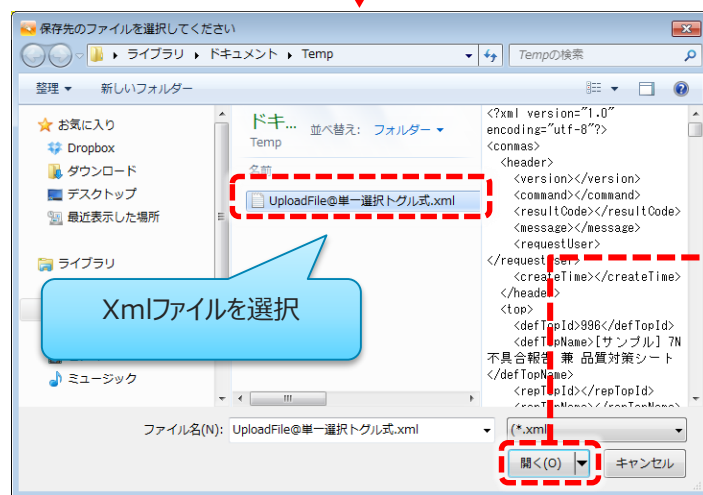 保存先のファイルを選択してください
ライブラリ ドキュメント Temp
Tempの検索
整理 新しいフォルダー
お気に入り
Dropbox
ダウンロード
デスクトップ
最近表示した場所
ライブラリ
ミュージック
ドキ...
Temp
並べ替え: フォルダー
名前
UploadFile@単一選択トグル式.xml
Xmlファイルを選択
<?xml version="1.0"
encoding="utf-8"?>
<conmas>
<header>
<version></version>
<command></command>
<resultCode></resultCode>
<message></message>
<requestUser>
</requestUser>
<createTime></createTime>
</header>
<top>
<defTopId>996</defTopId>
<defTopName>[サンプル] 7N
不具合報告 兼 品質対策シート
</defTopName>
<repTopId></repTopId>
<repTopName></repTopName>
ファイル名(N): UploadFile@単一選択トグル式.xml
(*.xml)
開く(O)
キャンセル